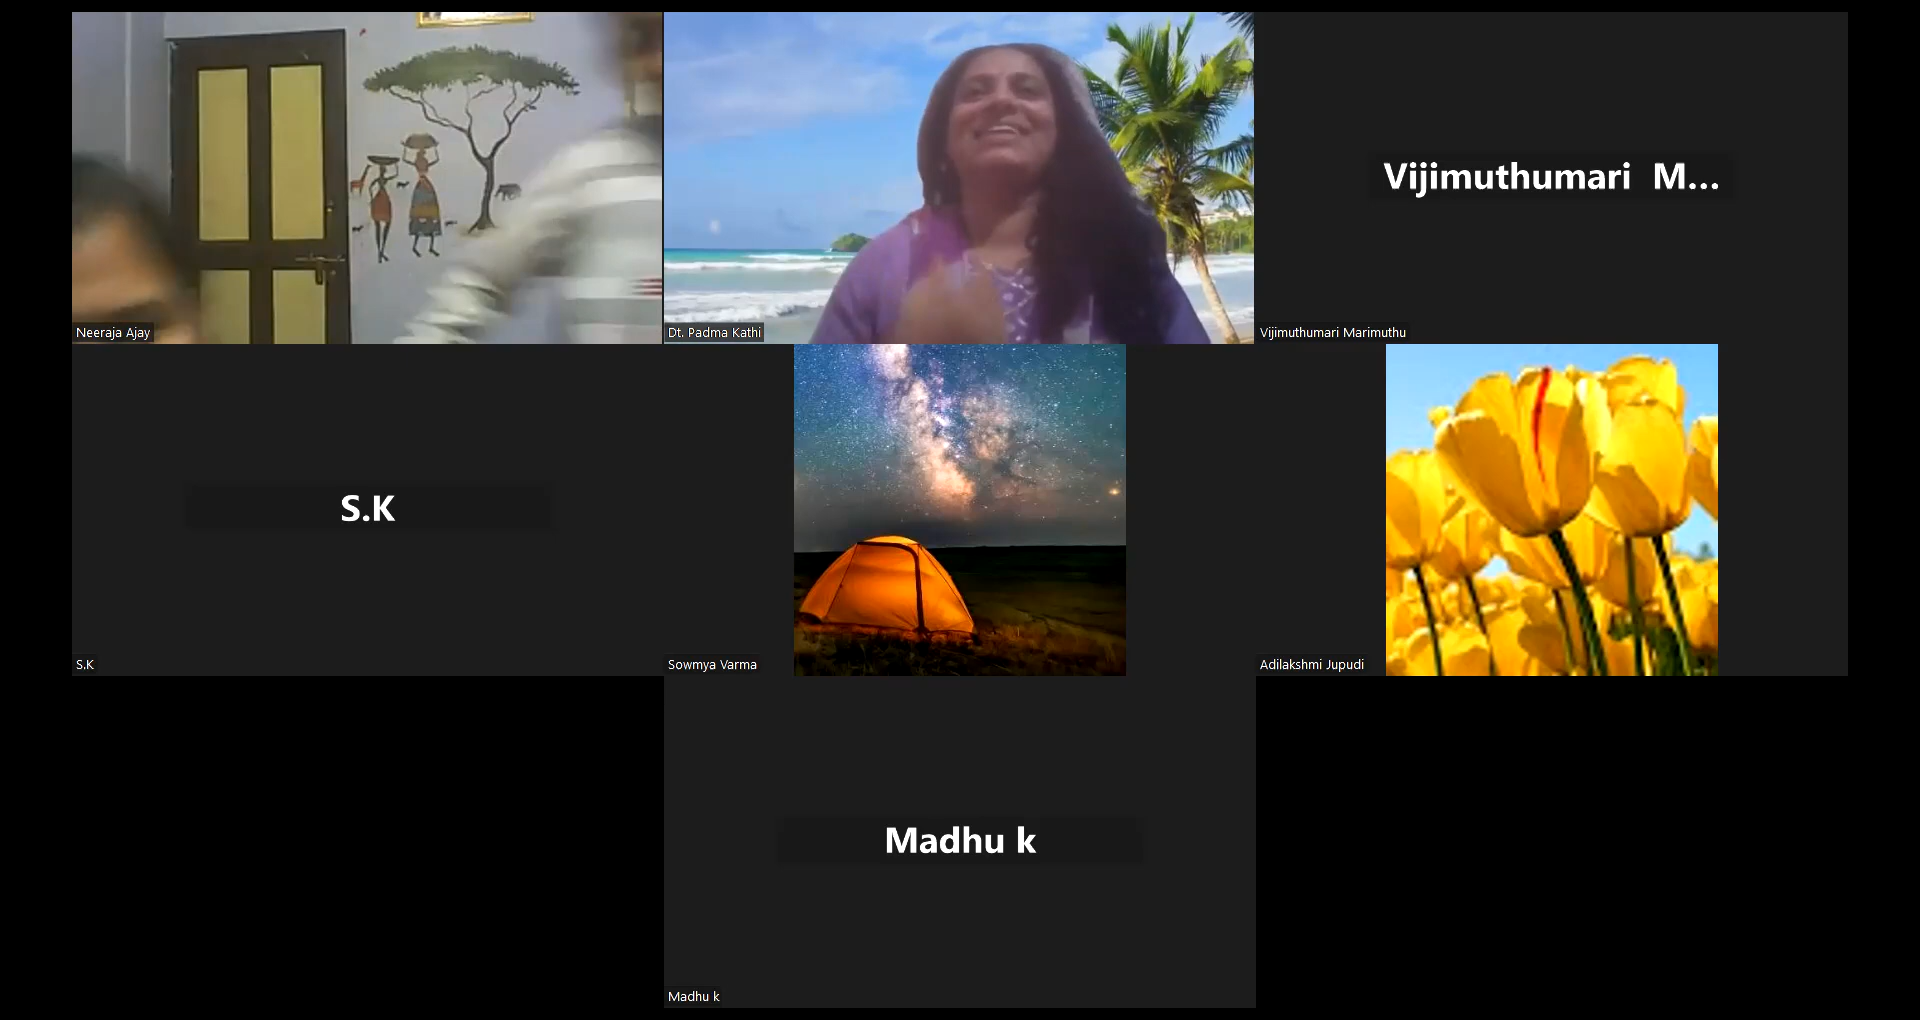 Neeraja Ajay
Dt. Padma Kathi
Vijimuthumari M...
Vijimuthumari Marimuthu
S.K
S.K
Sowmya Varma
Adilakshmi Jupudi
Madhu k
Madhu k